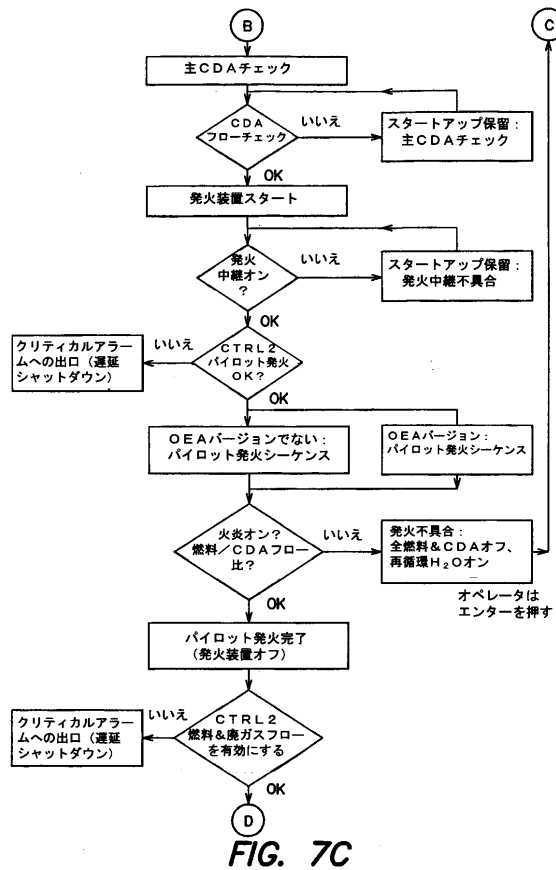 B
C
主CDAチェック
CDA
フローチェック
いいえ
スタートアップ保留:
主CDAチェック
OK
発火装置スタート
発火
中継オン
?
いいえ
スタートアップ保留:
発火中継不具合
OK
CTRL2
パイロット発火
OK?
いいえ
クリティカルアラー
ムへの出口(遅延
シャットダウン)
OK
OEAバージョンでない:
パイロット発火シーケンス
OEAバージョン:
パイロット発火シーケンス
火炎オン?
燃料/CDAフロー
比?
いいえ
発火不具合:
全燃料&CDAオフ、
再循環H₂Oオン
オペレータは
エンターを押す
OK
パイロット発火完了
(発火装置オフ)
CTRL2
燃料&廃ガスフロー
を有効にする
いいえ
クリティカルアラー
ムへの出口(遅延
シャットダウン)
OK
D
FIG. 7C